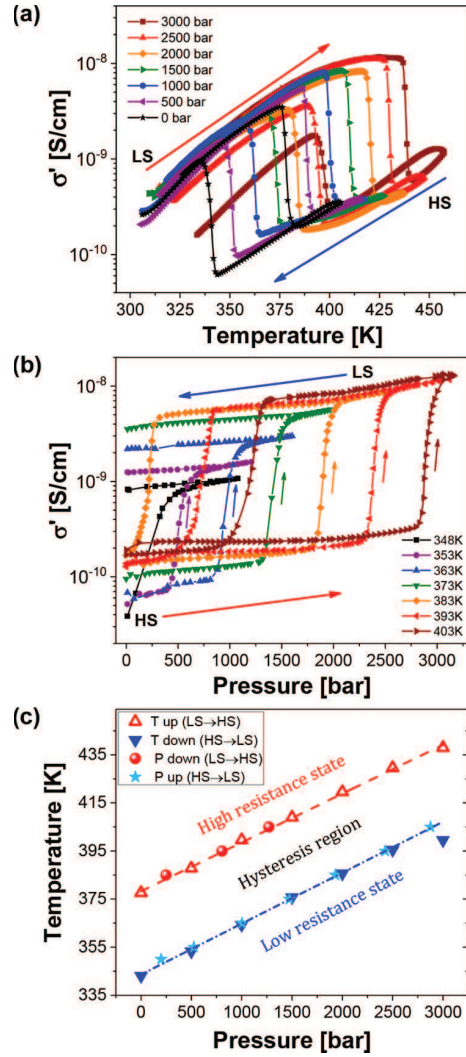 (a)
3000 bar
2500 bar
2000 bar
1500 bar
1000 bar
500 bar
0 bar
LS
HS
σ' [S/cm]
10⁻⁸
10⁻⁹
10⁻¹⁰
300 325 350 375 400 425 450
Temperature [K]
(b)
LS
HS
σ' [S/cm]
10⁻⁸
10⁻⁹
10⁻¹⁰
348K
353K
363K
373K
383K
393K
403K
0 500 1000 1500 2000 2500 3000
Pressure [bar]
(c)
T up (LS→HS)
T down (HS→LS)
P down (LS→HS)
P up (HS→LS)
High resistance state
Hysteresis region
Low resistance state
Temperature [K]
435
415
395
375
355
335
0 500 1000 1500 2000 2500 3000
Pressure [bar]